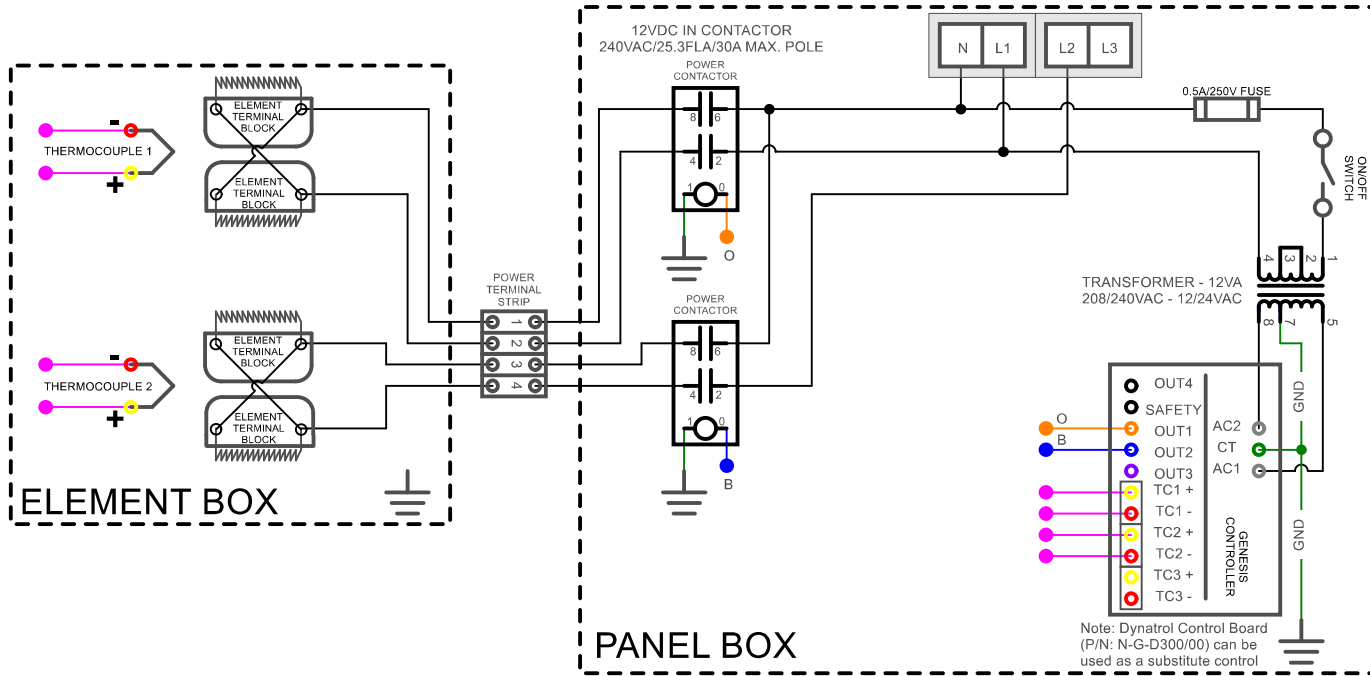 12VDC IN CONTACTOR
240VAC/25.3FLA/30A MAX. POLE
POWER
CONTACTOR
8 6
4 2
1 0
O
N L1 L2 L3
0.5A/250V FUSE
ON/OFF
SWITCH
-
THERMOCOUPLE 1
+
ELEMENT
TERMINAL
BLOCK
ELEMENT
TERMINAL
BLOCK
POWER
TERMINAL
STRIP
1
2
3
4
POWER
CONTACTOR
8 6
4 2
1 0
B
TRANSFORMER - 12VA
208/240VAC - 12/24VAC
4 3 2 1
8 7 5
-
THERMOCOUPLE 2
+
ELEMENT
TERMINAL
BLOCK
ELEMENT
TERMINAL
BLOCK
ELEMENT BOX
O
B
OUT4
SAFETY
OUT1
OUT2
OUT3
TC1 +
TC1 -
TC2 +
TC2 -
TC3 +
TC3 -
AC2
CT
AC1
GENESIS
CONTROLLER
GND
GND
PANEL BOX
Note: Dynatrol Control Board
(P/N: N-G-D300/00) can be
used as a substitute control